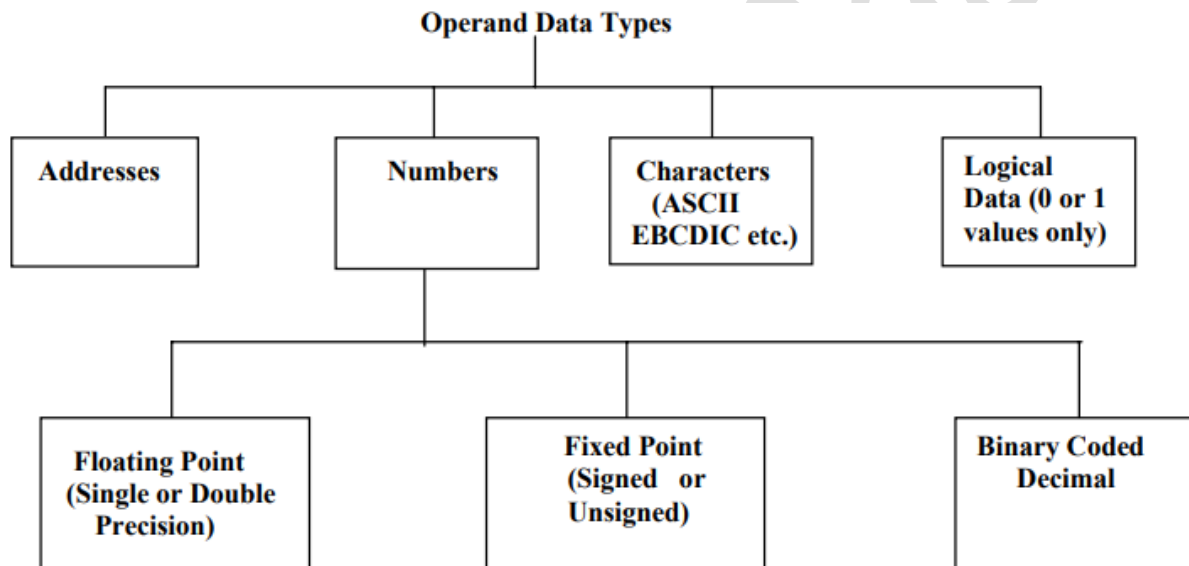 Operand Data Types
Addresses
Numbers
Characters
(ASCII
EBCDIC etc.)
Logical
Data (0 or 1
values only)
Floating Point
(Single or Double
Precision)
Fixed Point
(Signed or
Unsigned)
Binary Coded
Decimal